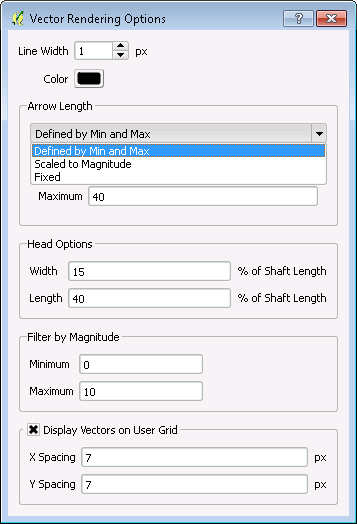 Vector Rendering Options
Line Width 1 px
Color
Arrow Length
Defined by Min and Max
Defined by Min and Max
Scaled to Magnitude
Fixed
Maximum 40
Head Options
Width 15 % of Shaft Length
Length 40 % of Shaft Length
Filter by Magnitude
Minimum 0
Maximum 10
Display Vectors on User Grid
X Spacing 7 px
Y Spacing 7 px